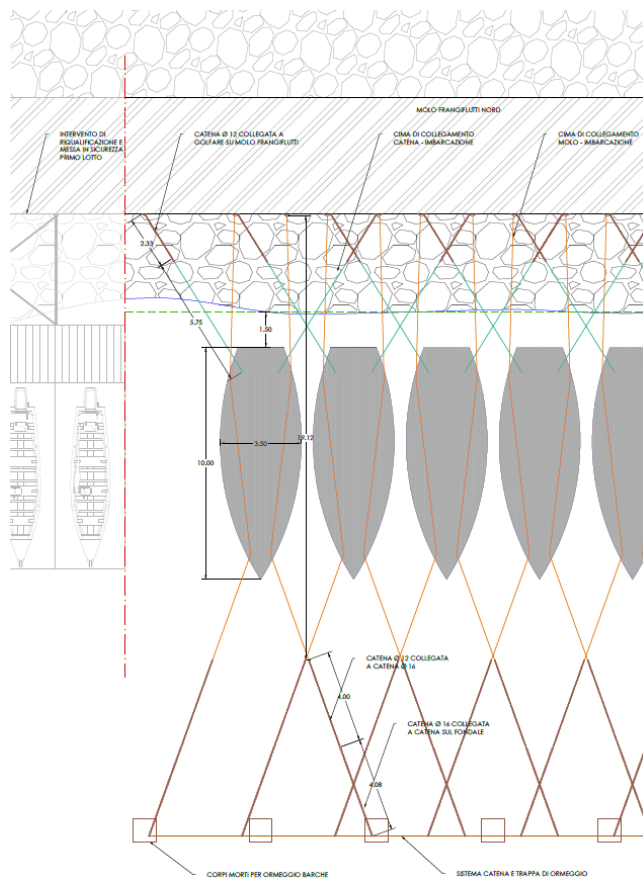 MOLO FRANGIFLUTTI NORD
INTERVENTO DI
RIQUALIFICAZIONE E
MESSA IN SICUREZZA
PRIMO LOTTO
CATENA Ø 12 COLLEGATA A
GOLFARE SU MOLO FRANGIFLUTTI
CIMA DI COLLEGAMENTO
CATENA - IMBARCAZIONE
CIMA DI COLLEGAMENTO
MOLO - IMBARCAZIONE
2.33
5.75
1.50
3.50
19.12
10.00
CATENA Ø 12 COLLEGATA
A CATENA Ø 16
4.00
CATENA Ø 16 COLLEGATA
A CATENA SUL FONDALE
4.08
CORPI MORTI PER ORMEGGIO BARCHE
SISTEMA CATENA E TRAPPA DI ORMEGGIO